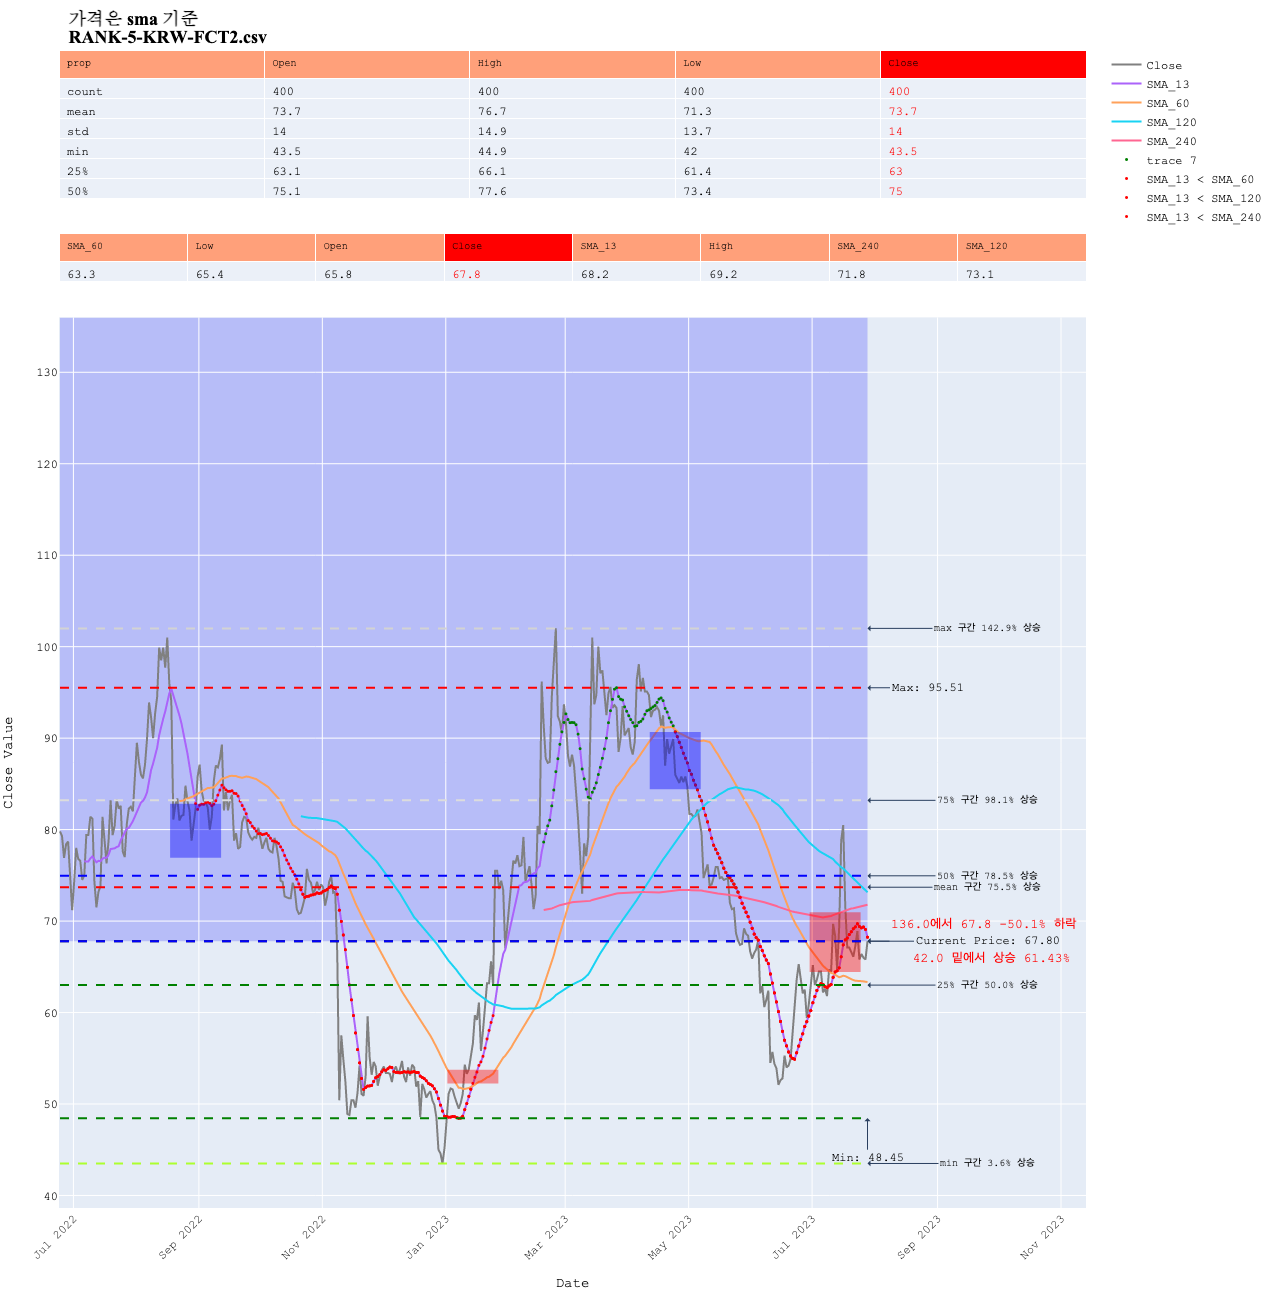 가격은 sma 기준
RANK-5-KRW-FCT2.csv
prop Open High Low Close
count 400 400 400 400
mean 73.7 76.7 71.3 73.7
std 14 14.9 13.7 14
min 43.5 44.9 42 43.5
25% 63.1 66.1 61.4 63
50% 75.1 77.6 73.4 75
SMA_60 Low Open Close SMA_13 High SMA_240 SMA_120
63.3 65.4 65.8 67.8 68.2 69.2 71.8 73.1
Close
SMA_13
SMA_60
SMA_120
SMA_240
trace 7
SMA_13 < SMA_60
SMA_13 < SMA_120
SMA_13 < SMA_240
Close Value
130
120
110
100
90
80
70
60
50
40
max 구간 142.9% 상승
Max: 95.51
75% 구간 98.1% 상승
50% 구간 78.5% 상승
mean 구간 75.5% 상승
136.0에서 67.8 -50.1% 하락
Current Price: 67.80
42.0 밑에서 상승 61.43%
25% 구간 50.0% 상승
Min: 48.45
min 구간 3.6% 상승
Jul 2022
Sep 2022
Nov 2022
Jan 2023
Mar 2023
May 2023
Jul 2023
Sep 2023
Nov 2023
Date